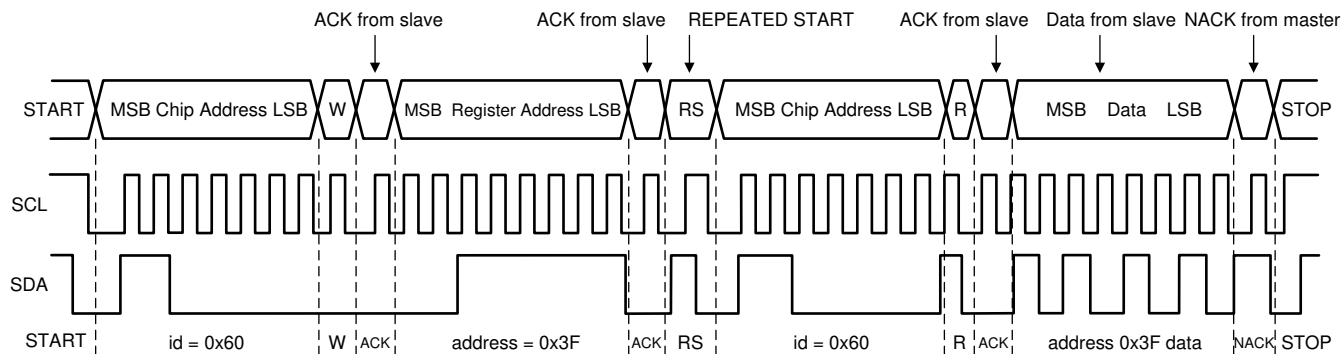 ACK from slave ACK from slave REPEATED START ACK from slave Data from slave NACK from master
START MSB Chip Address LSB W MSB Register Address LSB RS MSB Chip Address LSB R MSB Data LSB STOP
SCL
SDA
START id = 0x60 W ACK address = 0x3F ACK RS id = 0x60 R ACK address 0x3F data NACK STOP